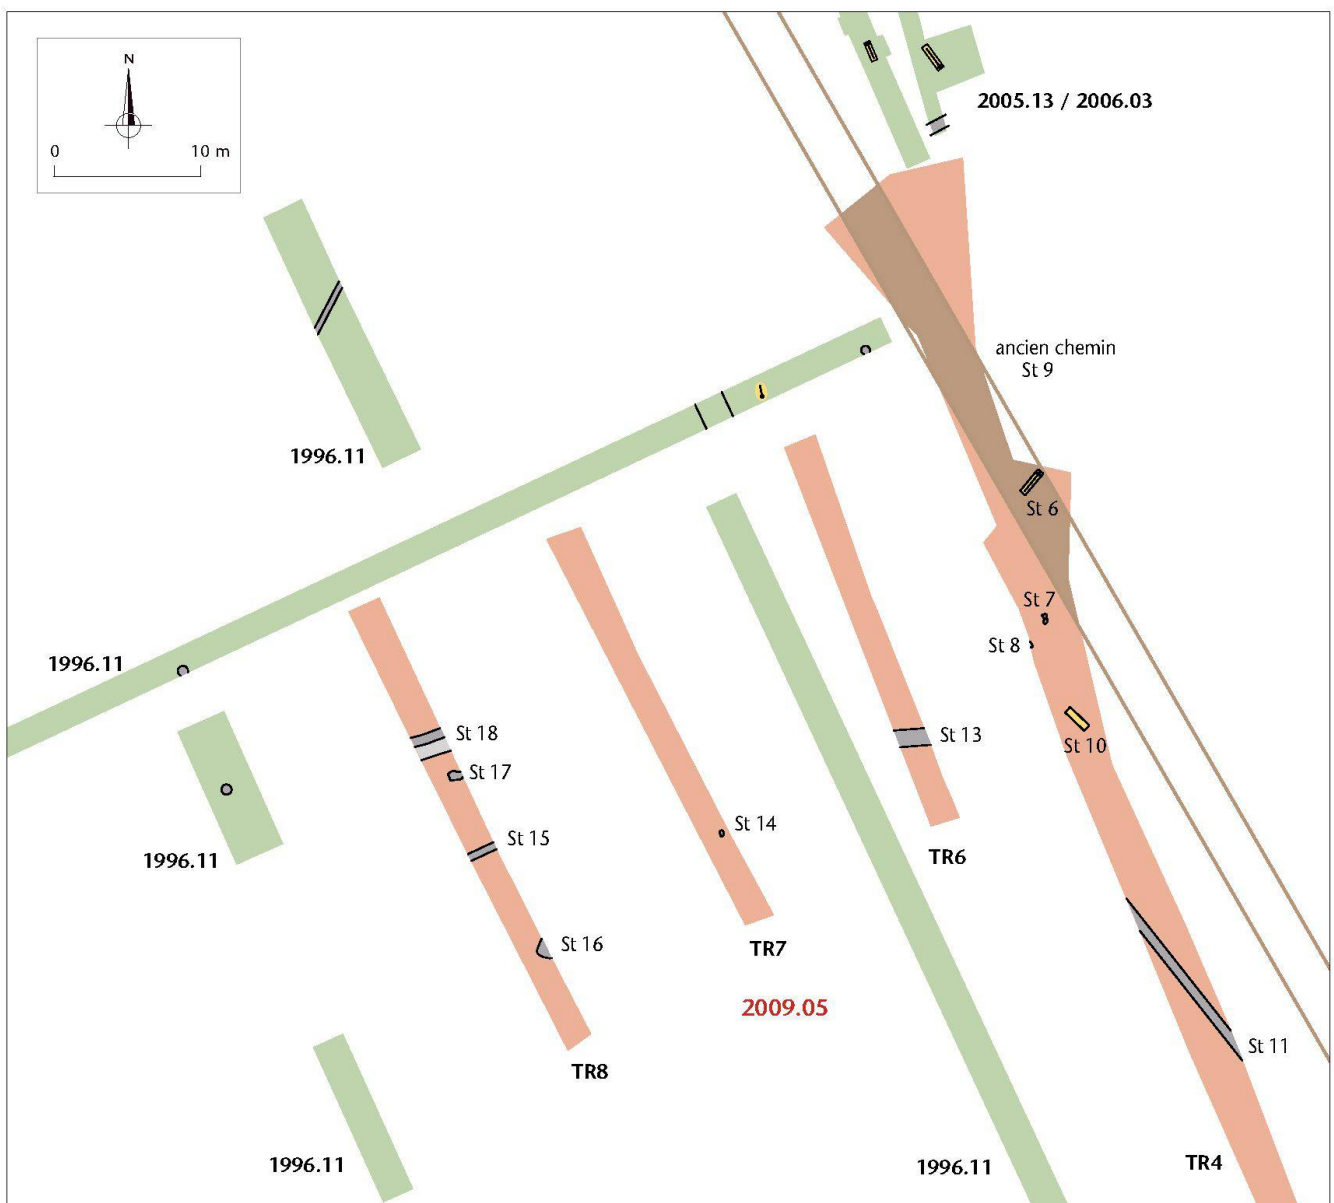 N
0 10 m
2005.13 / 2006.03
ancien chemin
St 9
1996.11
St 6
St 7
St 8
1996.11
St 10
St 18
St 13
St 17
St 14
St 15
1996.11
TR6
St 16
TR7
2009.05
St 11
TR8
1996.11
1996.11
TR4